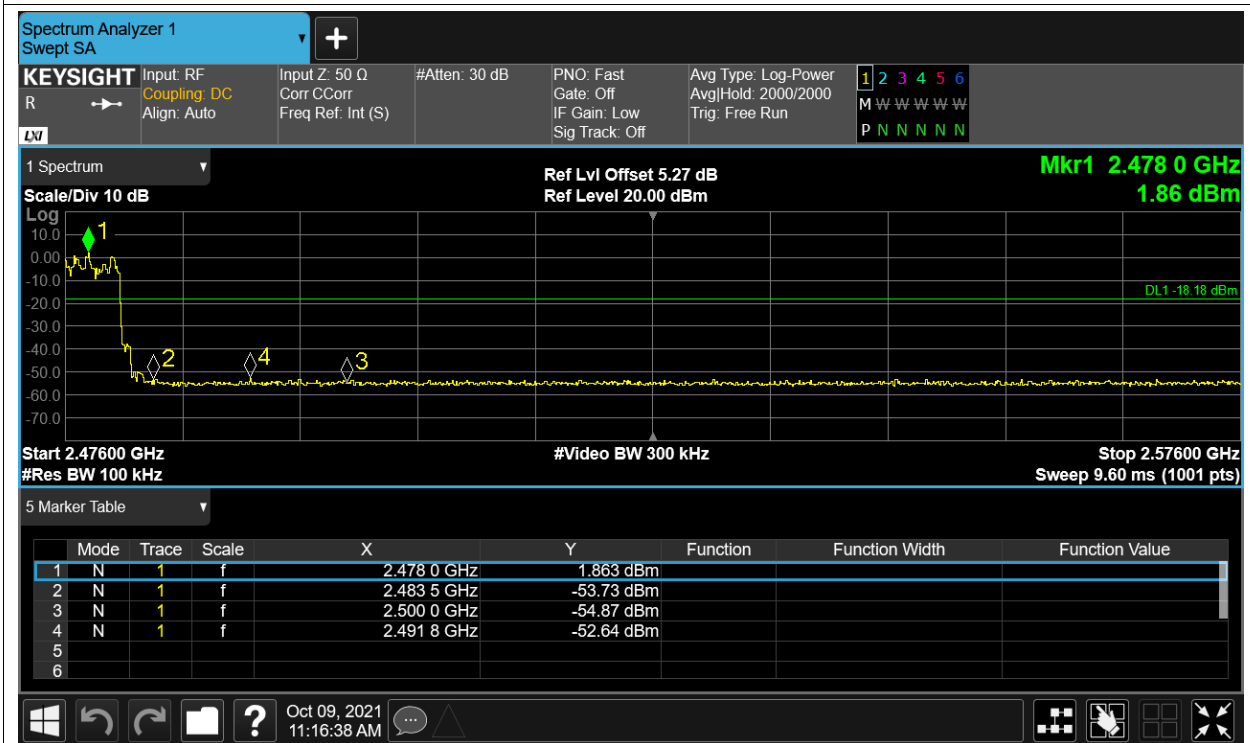 Spectrum Analyzer 1
Swept SA
KEYSIGHT
R
LXI
Input: RF
Coupling: DC
Align: Auto
Input Z: 50 Ω
Corr CCorr
Freq Ref: Int (S)
#Atten: 30 dB
PNO: Fast
Gate: Off
IF Gain: Low
Sig Track: Off
Avg Type: Log-Power
Avg|Hold: 2000/2000
Trig: Free Run
1 2 3 4 5 6
M W W W W W
P N N N N N
1 Spectrum
Scale/Div 10 dB
Ref Lvl Offset 5.27 dB
Ref Level 20.00 dBm
Mkr1 2.478 0 GHz
1.86 dBm
Log
10.0
0.00
-10.0
-20.0
-30.0
-40.0
-50.0
-60.0
-70.0
1
2
4
3
DL1 -18.18 dBm
Start 2.47600 GHz
#Res BW 100 kHz
#Video BW 300 kHz
Stop 2.57600 GHz
Sweep 9.60 ms (1001 pts)
5 Marker Table
Mode Trace Scale X Y Function Function Width Function Value
1 N 1 f 2.478 0 GHz 1.863 dBm
2 N 1 f 2.483 5 GHz -53.73 dBm
3 N 1 f 2.500 0 GHz -54.87 dBm
4 N 1 f 2.491 8 GHz -52.64 dBm
5
6
?
Oct 09, 2021
11:16:38 AM